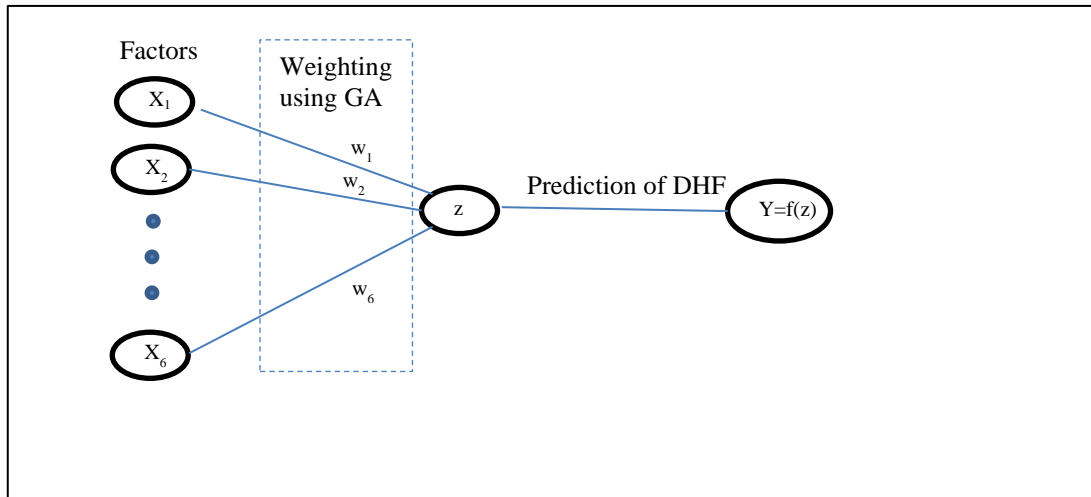 Factors
Weighting
using GA
X1
w1
X2
w2
Prediction of DHF
z
Y=f(z)
w6
X6